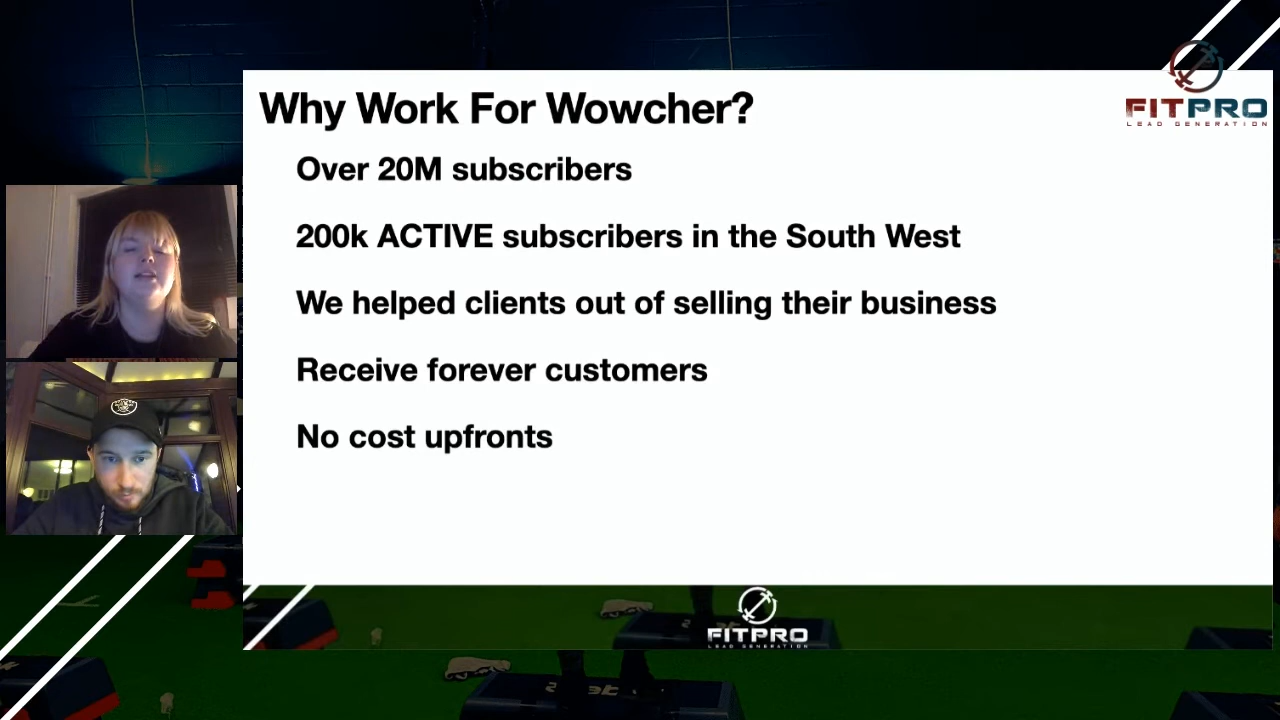 Why Work For Wowcher?
FITPRO
LEAD GENERATION
Over 20M subscribers
200k ACTIVE subscribers in the South West
We helped clients out of selling their business
Receive forever customers
No cost upfronts
FITPRO
LEAD GENERATION